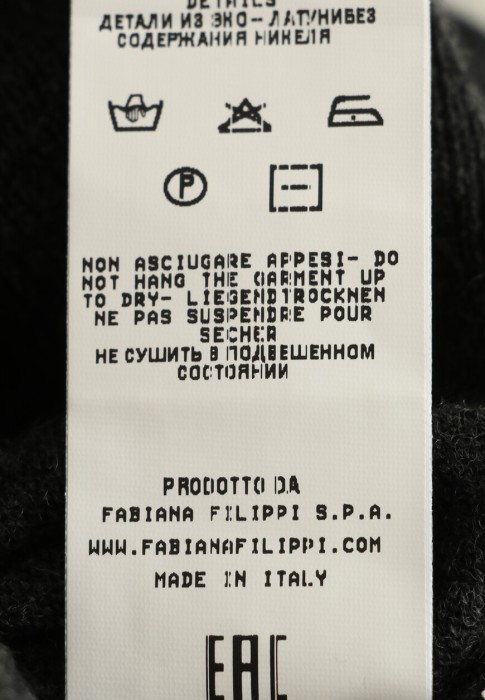 DETAILS
ДЕТАЛИ ИЗ ЭКО-ЛАТУНИБЕЗ
СОДЕРЖАНИЯ НИКЕЛЯ
P
NON ASCIUGARE APPESI- DO
NOT HANG THE GARMENT UP
TO DRY- LIEGENDTROCKNEN
NE PAS SUSPENDRE POUR
SECHER
НЕ СУШИТЬ В ПОДВЕШЕННОМ
СОСТОЯНИИ
PRODOTTO DA
FABIANA FILIPPI S.P.A.
WWW.FABIANAFILIPPI.COM
MADE IN ITALY
EAC